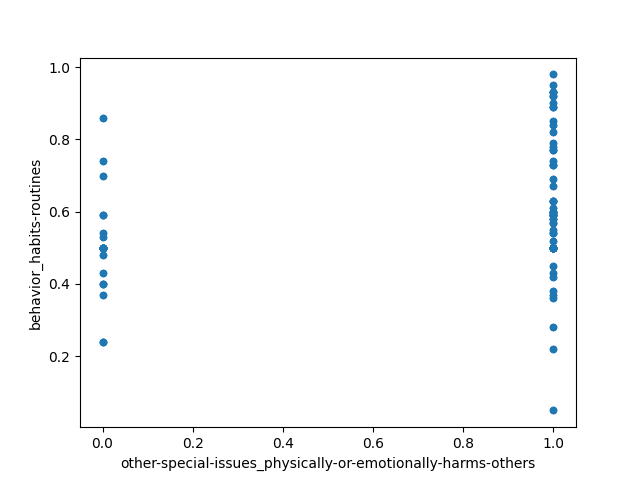 1.0
0.8
0.6
0.4
0.2
behavior_habits-routines
0.0 0.2 0.4 0.6 0.8 1.0
other-special-issues_physically-or-emotionally-harms-others